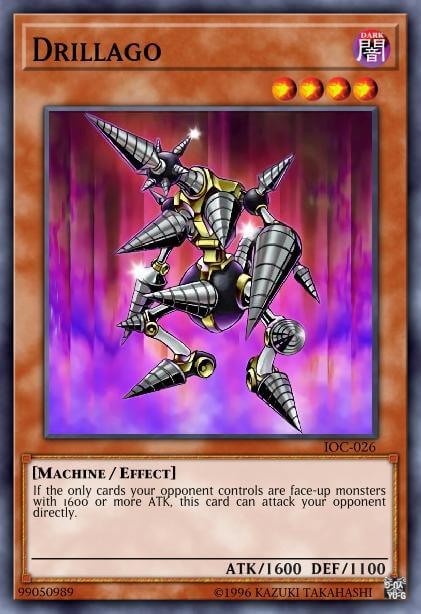 DRILLAGO
DARK
闇
IOC-026
[MACHINE / EFFECT]
If the only cards your opponent controls are face-up monsters
with 1600 or more ATK, this card can attack your opponent
directly.
ATK/1600 DEF/1100
99050989
©1996 KAZUKI TAKAHASHI